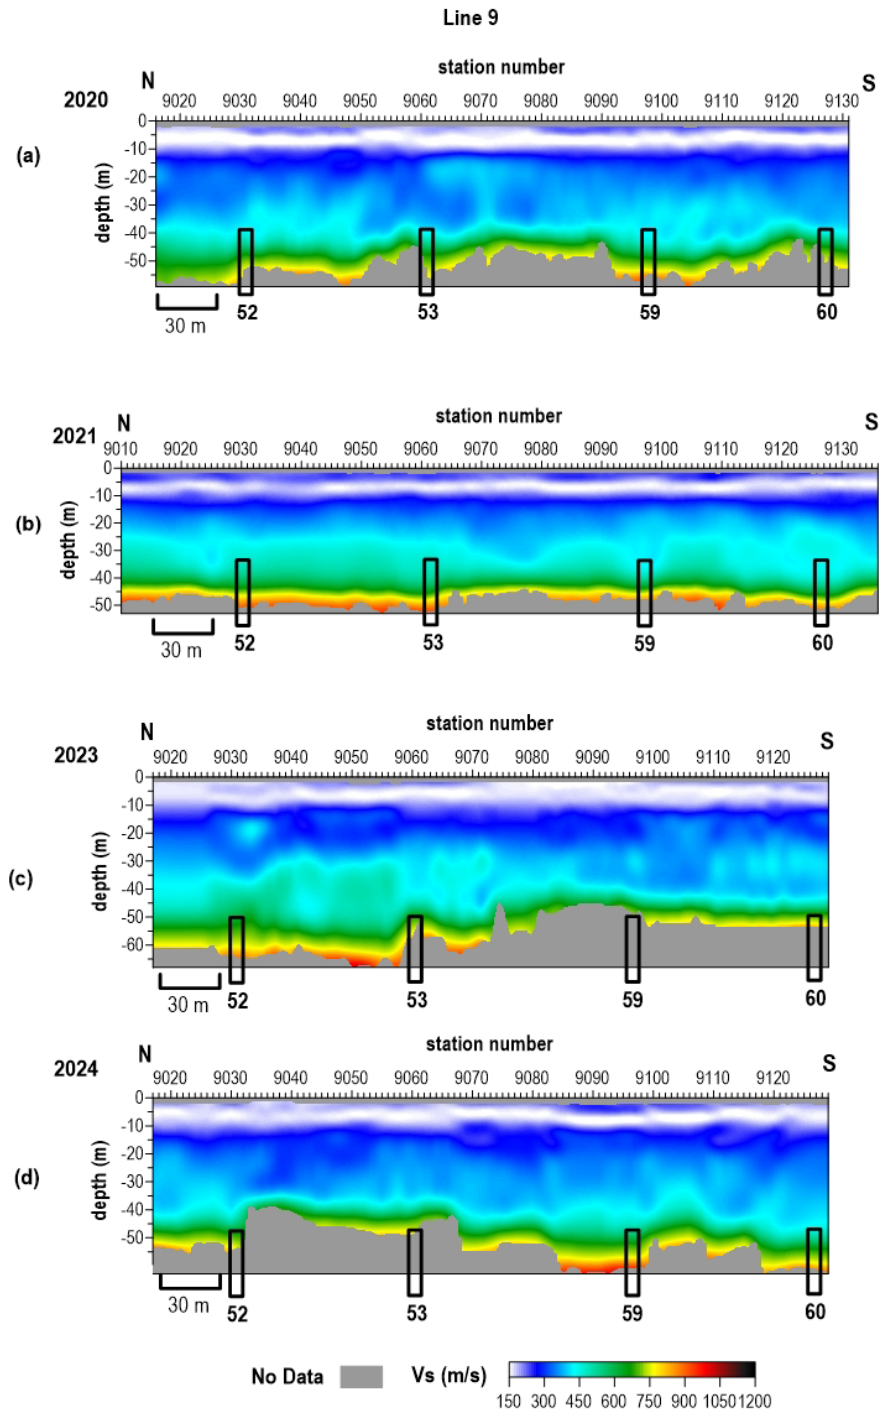 Line 9
station number
N
S
2020
9020 9030 9040 9050 9060 9070 9080 9090 9100 9110 9120 9130
(a)
depth (m)
0
-10
-20
-30
-40
-50
30 m
52 53 59 60
station number
N
S
2021
9010 9020 9030 9040 9050 9060 9070 9080 9090 9100 9110 9120 9130
(b)
depth (m)
0
-10
-20
-30
-40
-50
30 m
52 53 59 60
station number
N
S
2023
9020 9030 9040 9050 9060 9070 9080 9090 9100 9110 9120
(c)
depth (m)
0
-10
-20
-30
-40
-50
-60
30 m
52 53 59 60
station number
N
S
2024
9020 9030 9040 9050 9060 9070 9080 9090 9100 9110 9120
(d)
depth (m)
0
-10
-20
-30
-40
-50
30 m
52 53 59 60
No Data Vs (m/s)
150 300 450 600 750 900 1050 1200